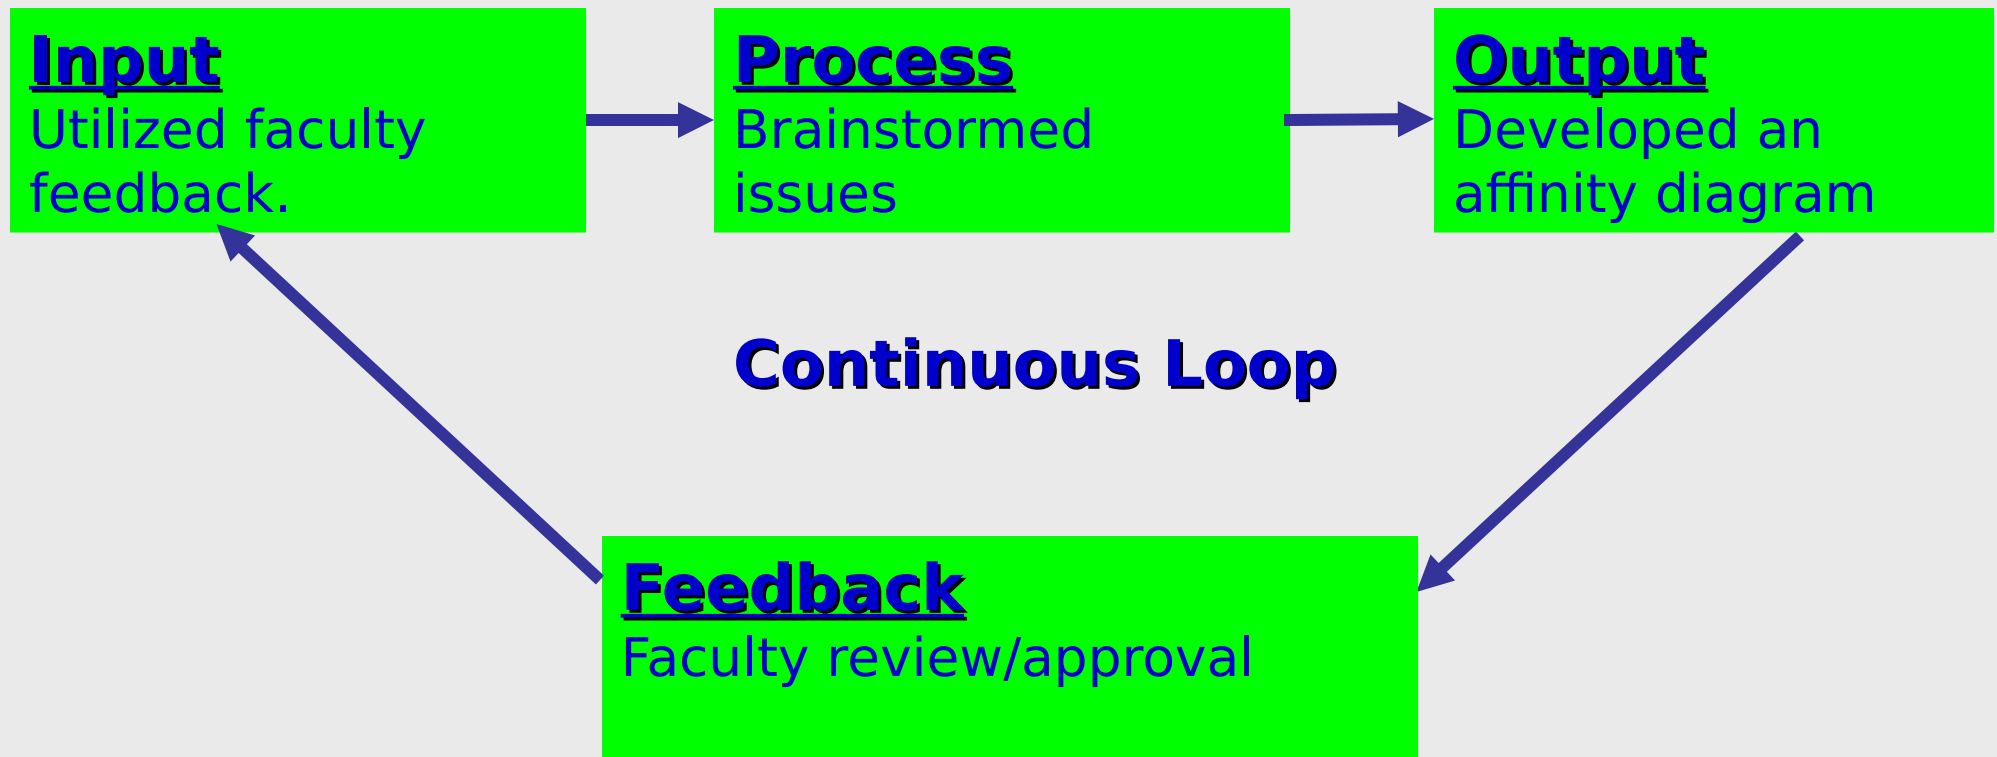 Input
Utilized faculty
feedback.
Process
Brainstormed
issues
Output
Developed an
affinity diagram
Continuous Loop
Feedback
Faculty review/approval